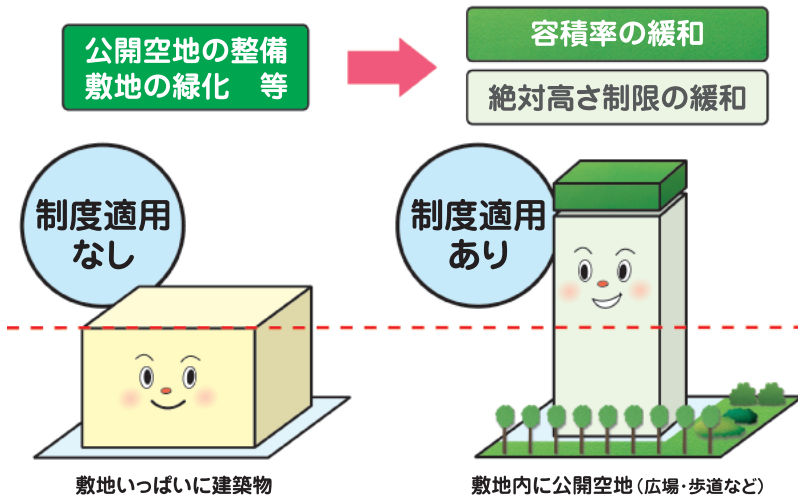 公開空地の整備
敷地の緑化　等
容積率の緩和
絶対高さ制限の緩和
制度適用
なし
制度適用
あり
敷地いっぱいに建築物
敷地内に公開空地（広場・歩道など）